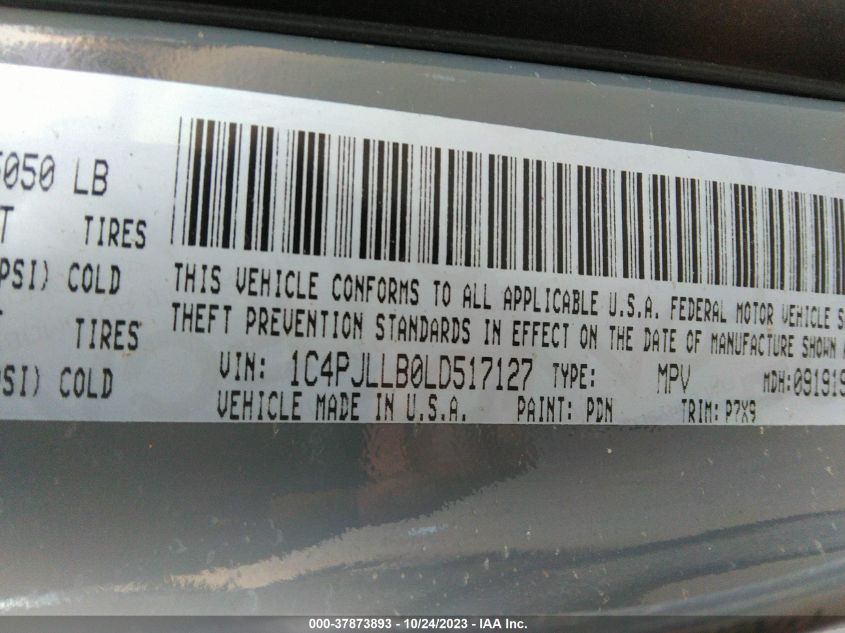 5050 LB
T TIRES
PSI) COLD
TIRES
SI) COLD
THIS VEHICLE CONFORMS TO ALL APPLICABLE U.S.A. FEDERAL MOTOR VEHICLE S
THEFT PREVENTION STANDARDS IN EFFECT ON THE DATE OF MANUFACTURE SHOWN
VIN: 1C4PJLLB0LD517127 TYPE: MPV MDH:091919
VEHICLE MADE IN U.S.A. PAINT: PDN TRIM: P7X9
000-37873893 - 10/24/2023 - IAA Inc.